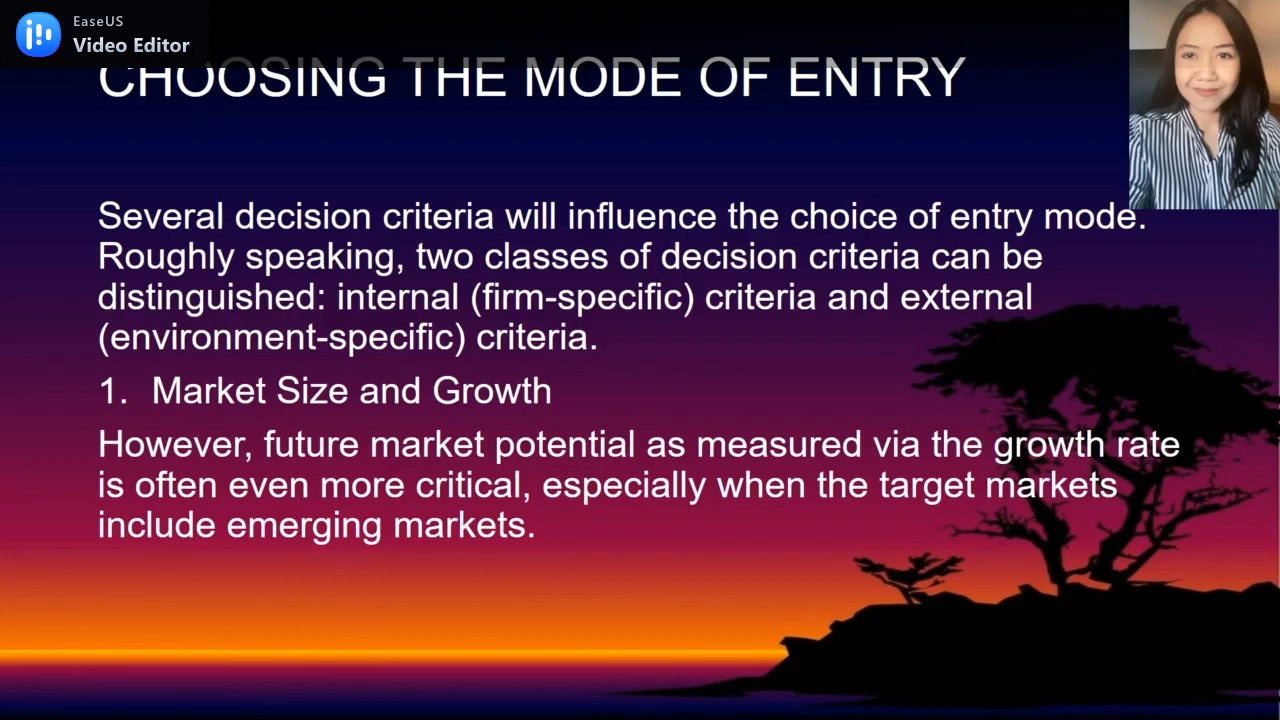 EaseUS
Video Editor
CHOOSING THE MODE OF ENTRY
Several decision criteria will influence the choice of entry mode.
Roughly speaking, two classes of decision criteria can be
distinguished: internal (firm-specific) criteria and external
(environment-specific) criteria.
1. Market Size and Growth
However, future market potential as measured via the growth rate
is often even more critical, especially when the target markets
include emerging markets.